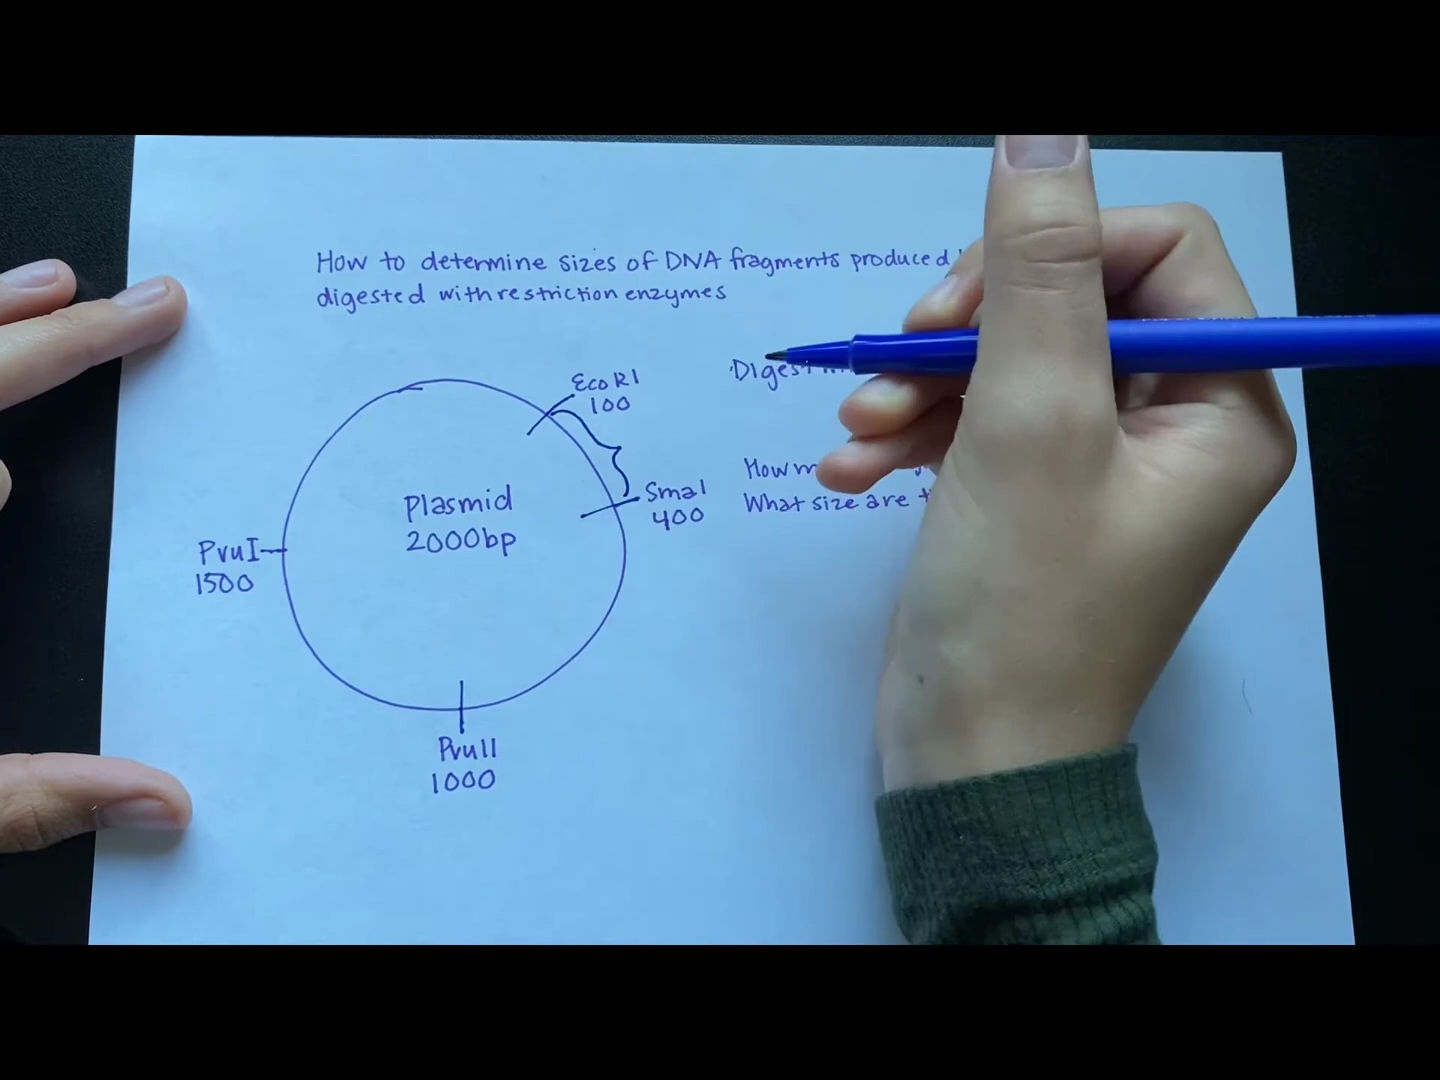 How to determine sizes of DNA fragments produced
digested with restriction enzymes
EcoRI
100
Digest
SmaI
400
How
What size are
Plasmid
2000bp
PvuI
1500
PvuII
1000